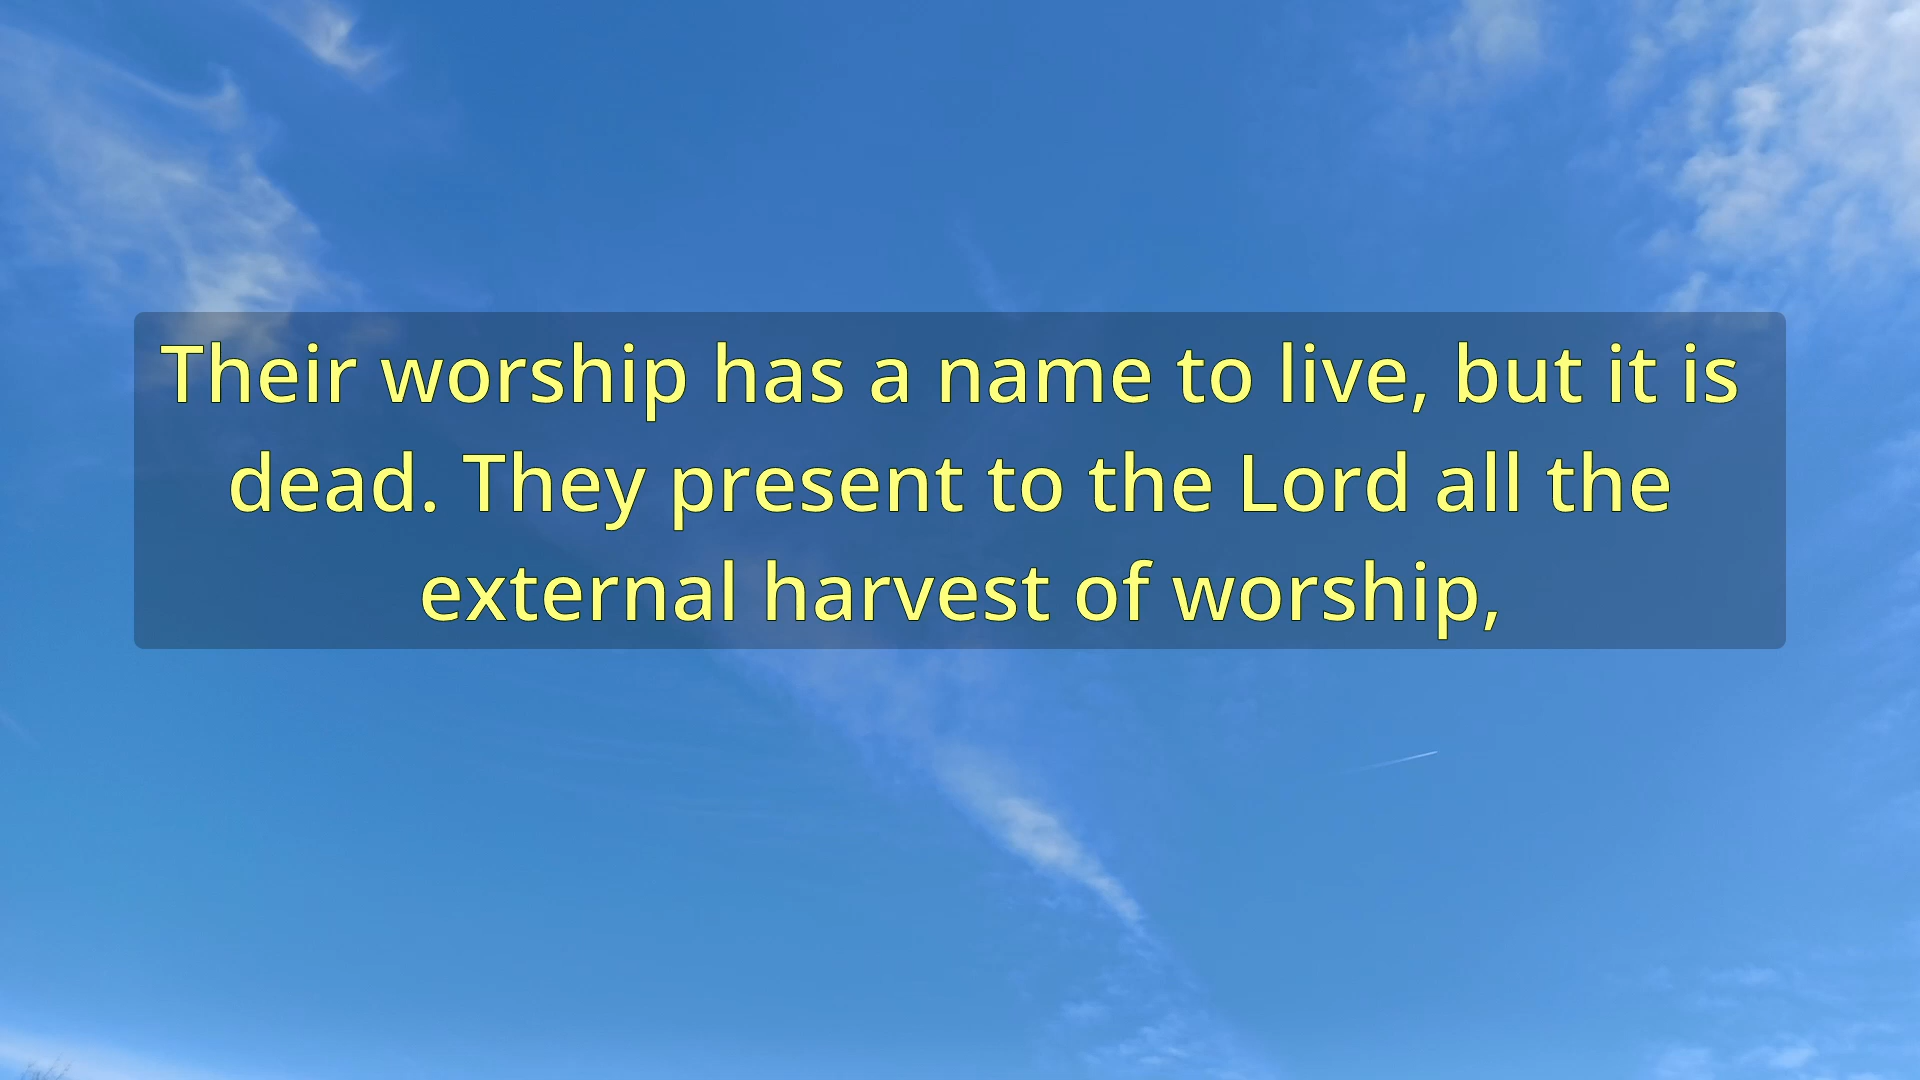 Their worship has a name to live, but it is
dead. They present to the Lord all the
external harvest of worship,